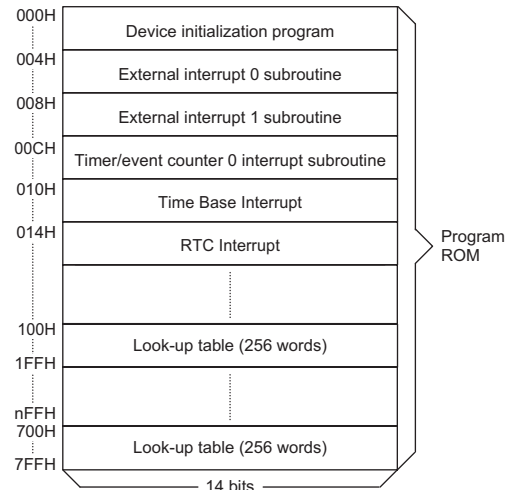 000H
Device initialization program
004H
External interrupt 0 subroutine
008H
External interrupt 1 subroutine
00CH
Timer/event counter 0 interrupt subroutine
010H
Time Base Interrupt
014H
RTC Interrupt
Program
ROM
100H
Look-up table (256 words)
1FFH
nFFH
700H
Look-up table (256 words)
7FFH
14 bits